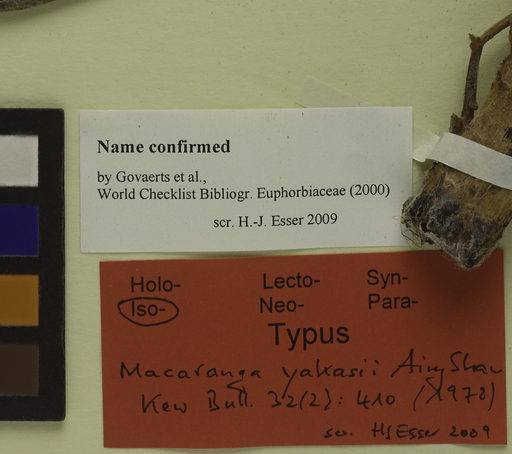 Name confirmed
by Govaerts et al.,
World Checklist Bibliogr. Euphorbiaceae (2000)
scr. H.-J. Esser 2009
Holo- Lecto- Syn-
Iso- Neo- Para-
Typus
Macaranga yakasii Airy Shaw
Kew Bull. 32(2): 410 (1978)
scr. HJ Esser 2009